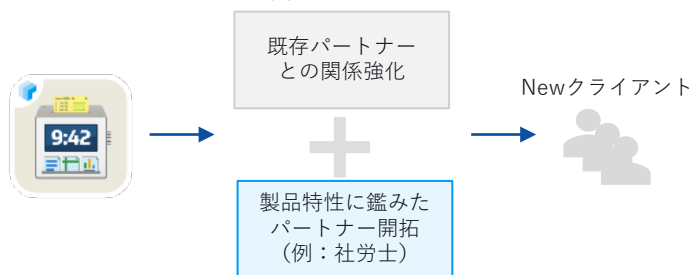 既存パートナー
との関係強化
Newクライアント
9:42
製品特性に鑑みた
パートナー開拓
（例：社労士）